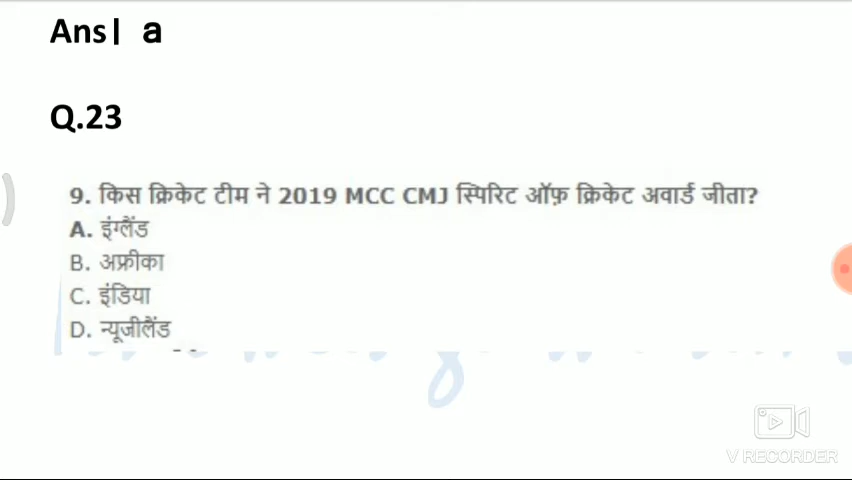 Ans| a
Q.23
9. किस क्रिकेट टीम ने 2019 MCC CMJ स्पिरिट ऑफ़ क्रिकेट अवार्ड जीता?
A. इंग्लैंड
B. अफ्रीका
C. इंडिया
D. न्यूजीलैंड
V RECORDER